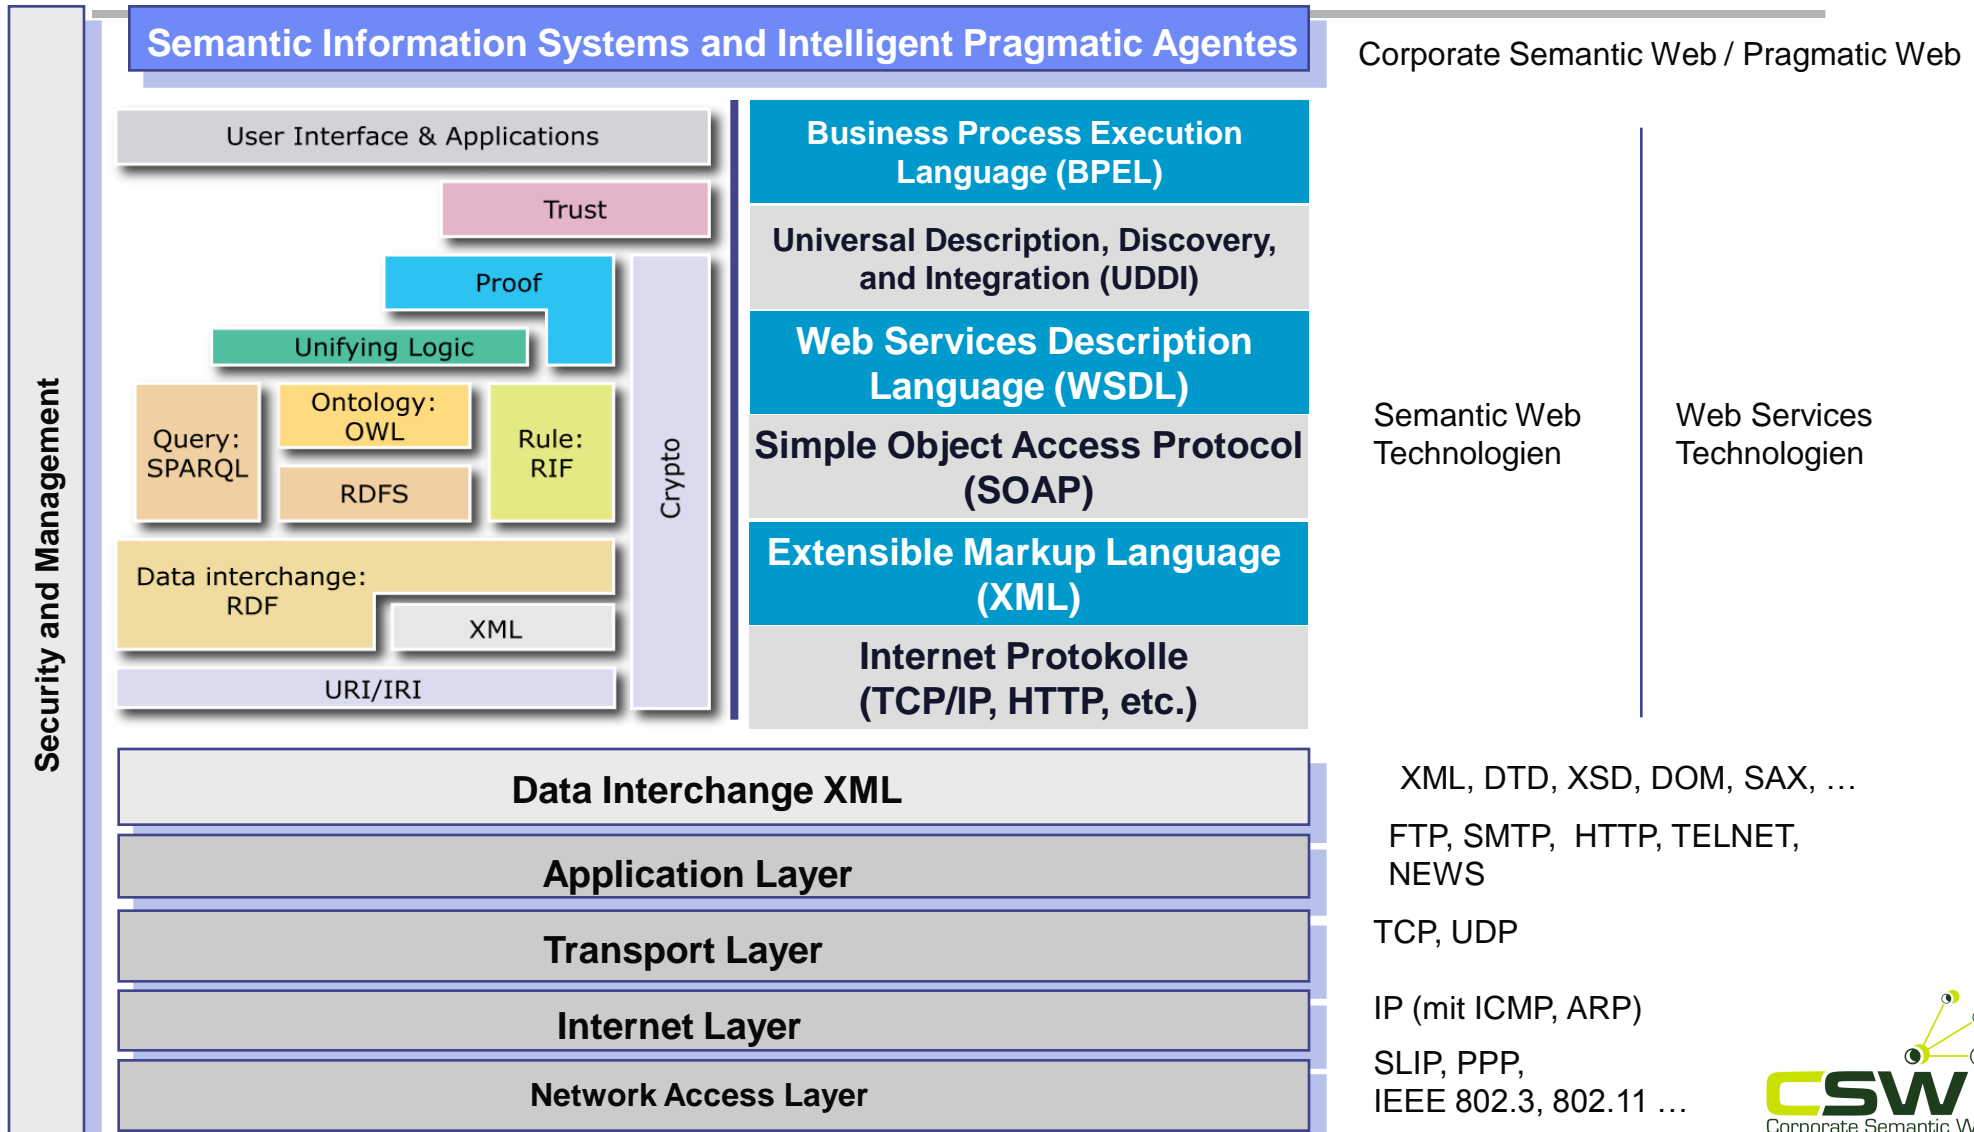 Semantic Information Systems and Intelligent Pragmatic Agentes
Corporate Semantic Web / Pragmatic Web
Security and Management
User Interface & Applications
Trust
Proof
Unifying Logic
Query:
SPARQL
Ontology:
OWL
RDFS
Rule:
RIF
Crypto
Data interchange:
RDF
XML
URI/IRI
Business Process Execution
Language (BPEL)
Universal Description, Discovery,
and Integration (UDDI)
Web Services Description
Language (WSDL)
Simple Object Access Protocol
(SOAP)
Extensible Markup Language
(XML)
Internet Protokolle
(TCP/IP, HTTP, etc.)
Semantic Web
Technologien
Web Services
Technologien
Data Interchange XML
XML, DTD, XSD, DOM, SAX, …
Application Layer
FTP, SMTP, HTTP, TELNET,
NEWS
Transport Layer
TCP, UDP
Internet Layer
IP (mit ICMP, ARP)
Network Access Layer
SLIP, PPP,
IEEE 802.3, 802.11 …
CSW
Corporate Semantic